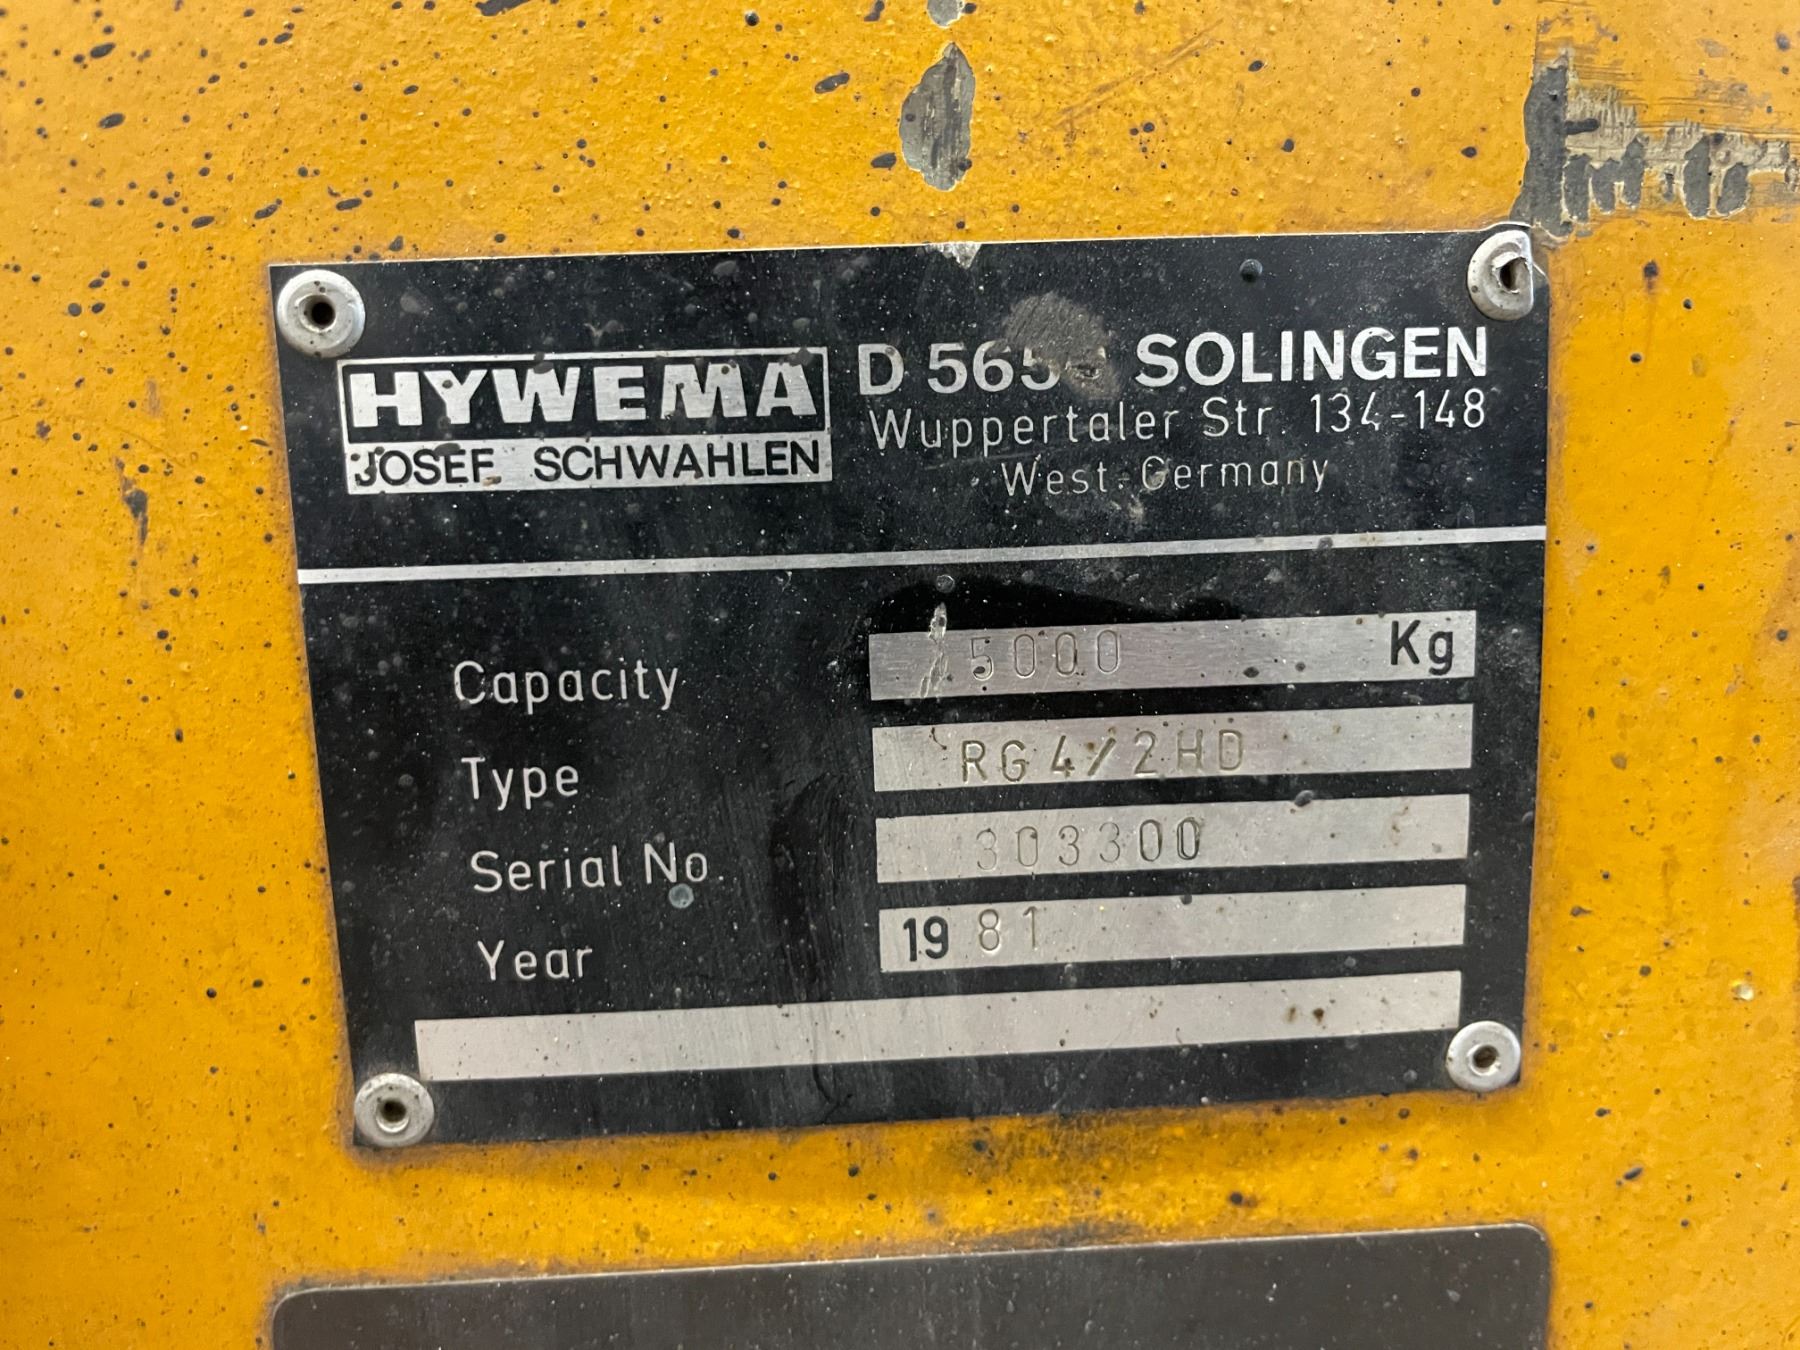 HYWEMA
JOSEF SCHWAHLEN
D SOLINGEN
Wuppertaler Str. 134-148
West. Germany
Capacity 5000 Kg
Type RG 4/2HD
Serial No. 303300
Year 1981